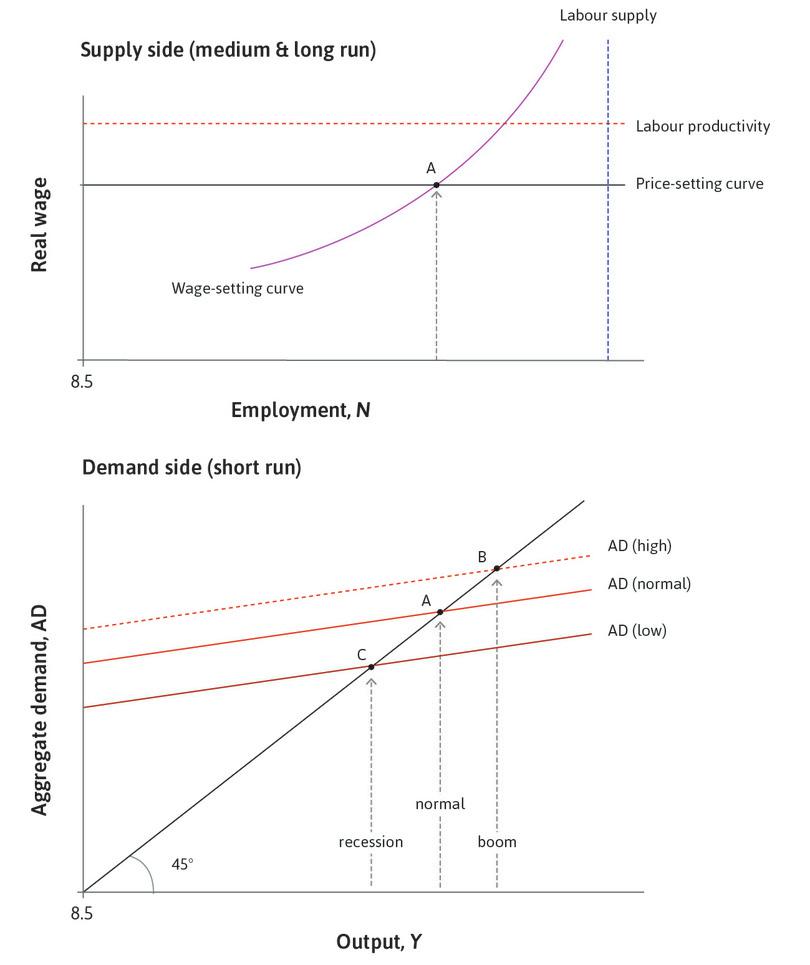 Labour supply
Supply side (medium & long run)
Labour productivity
A
Price-setting curve
Real wage
Wage-setting curve
8.5
Employment, N
Demand side (short run)
AD (high)
B
AD (normal)
A
AD (low)
C
Aggregate demand, AD
normal
recession
boom
45°
8.5
Output, Y